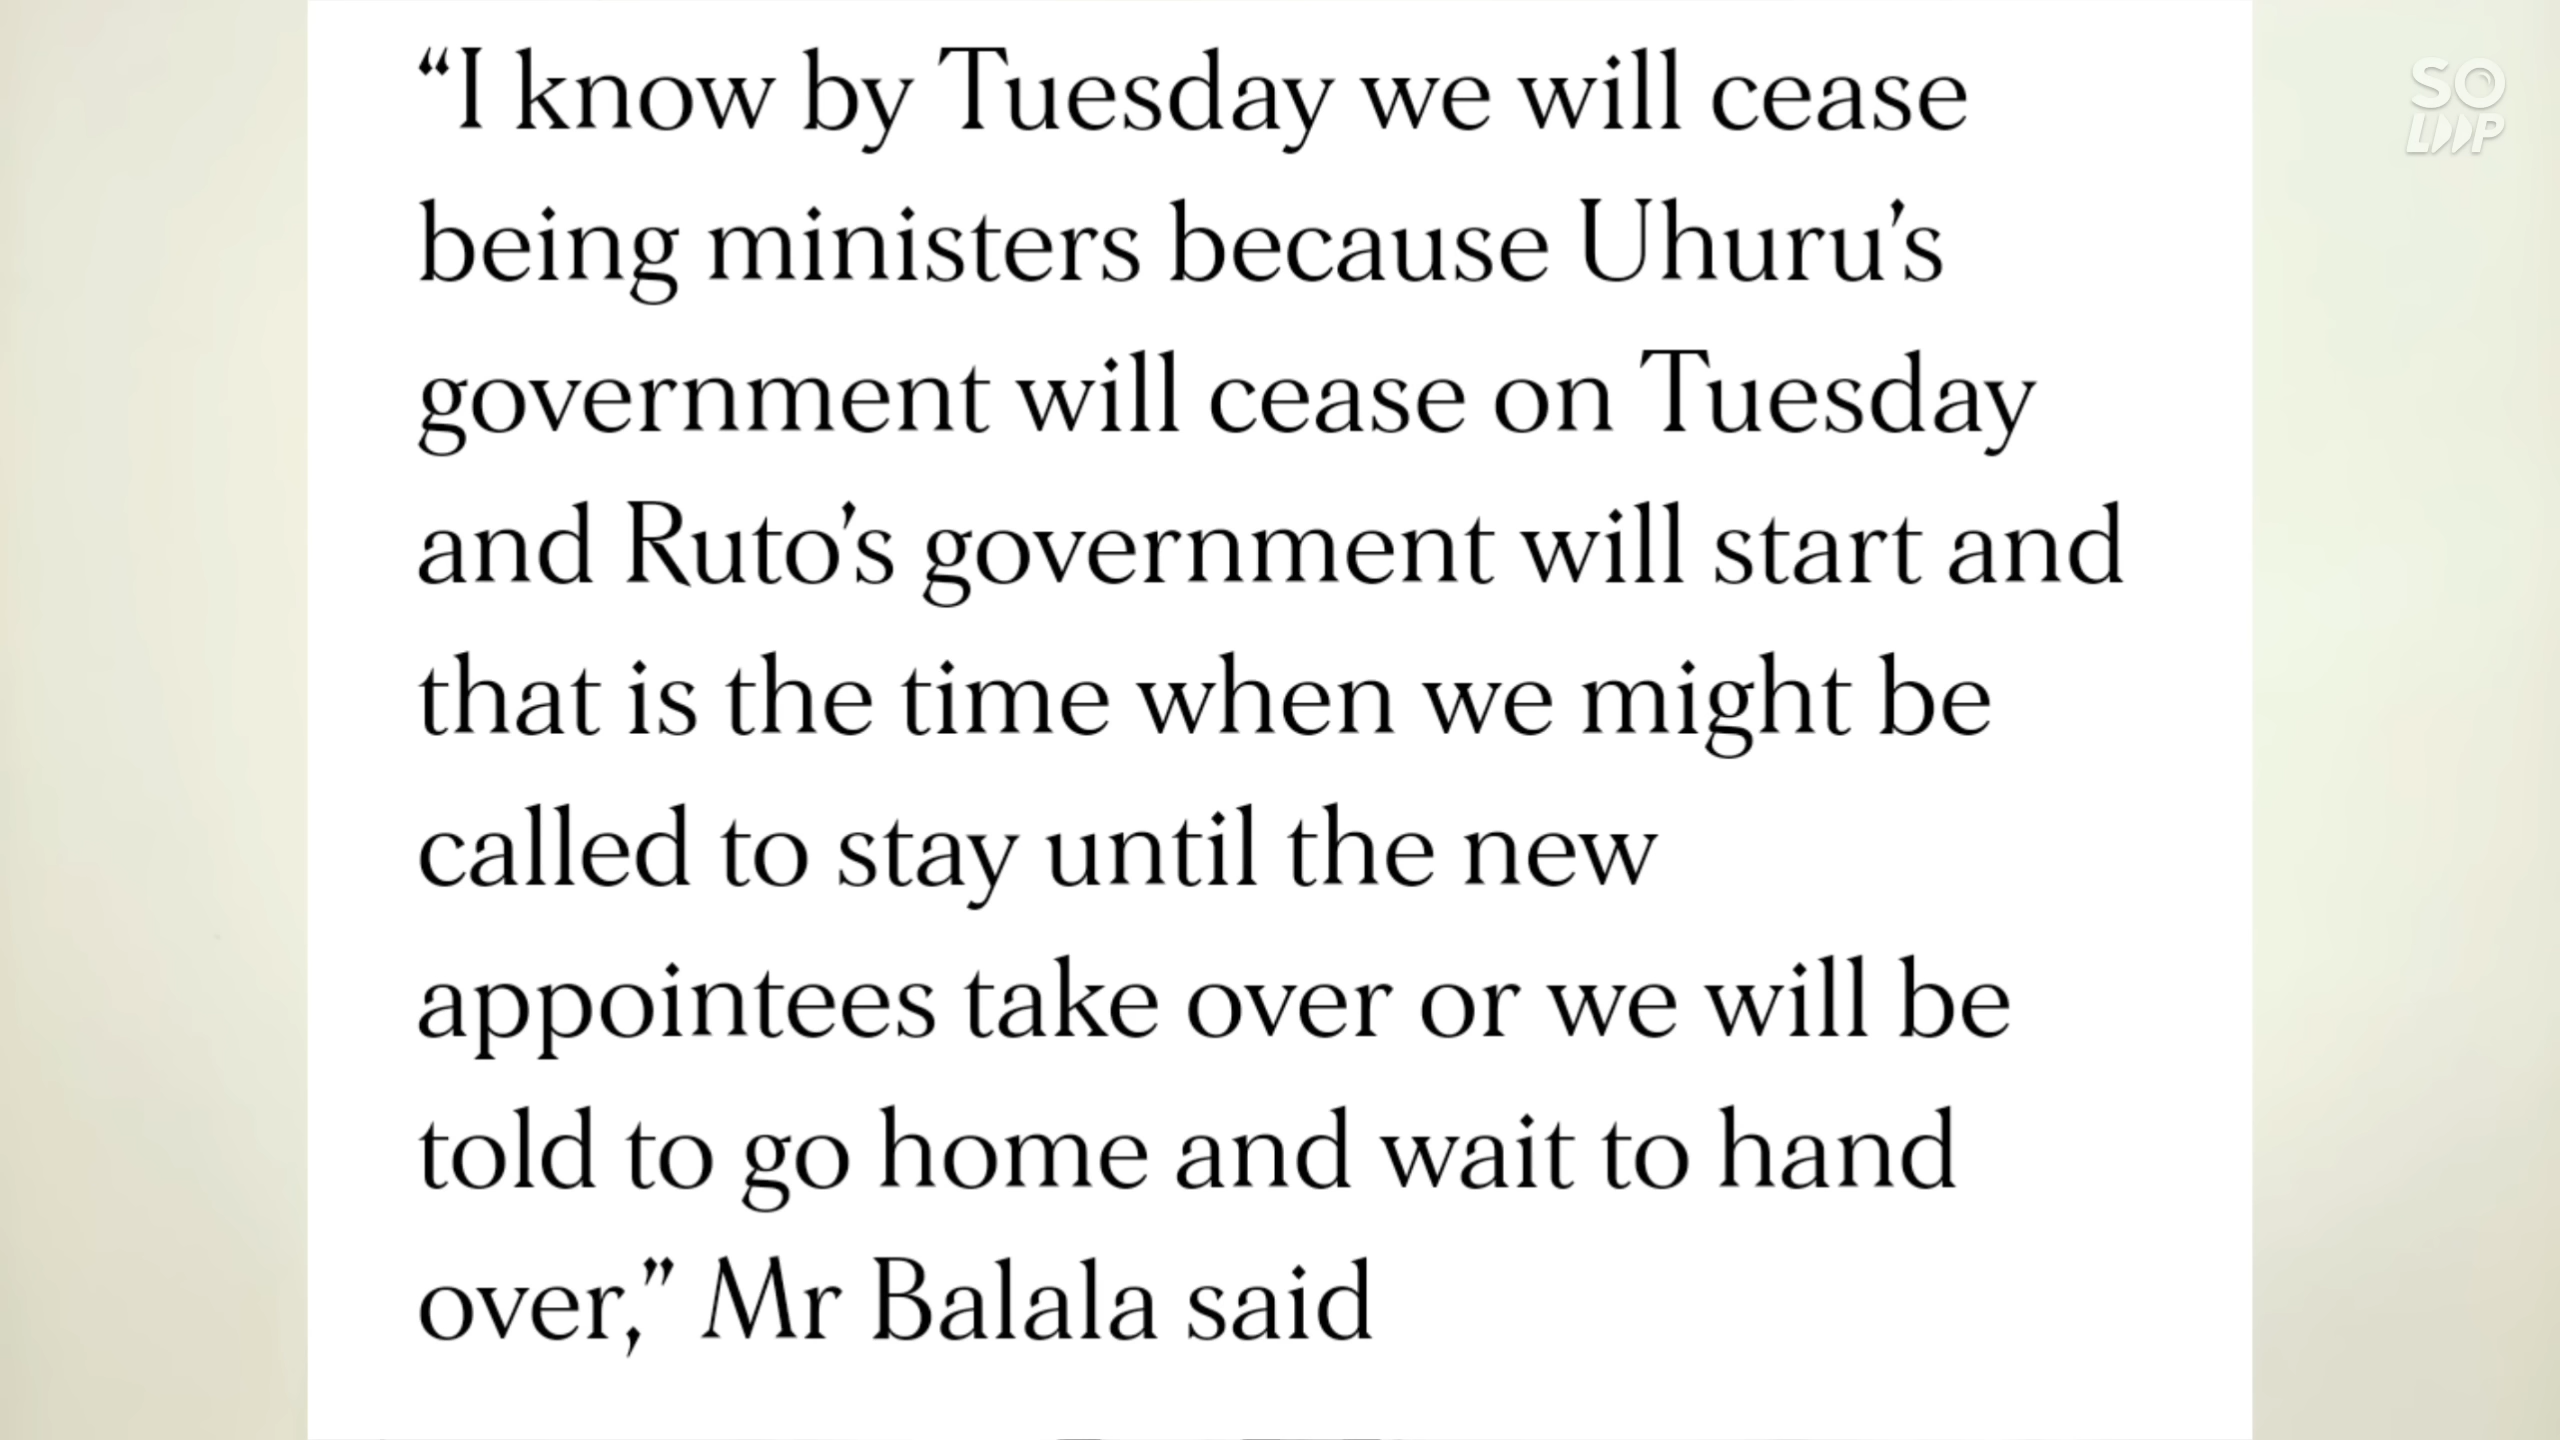 “I know by Tuesday we will cease
being ministers because Uhuru’s
government will cease on Tuesday
and Ruto’s government will start and
that is the time when we might be
called to stay until the new
appointees take over or we will be
told to go home and wait to hand
over,” Mr Balala said
SO
LOOP